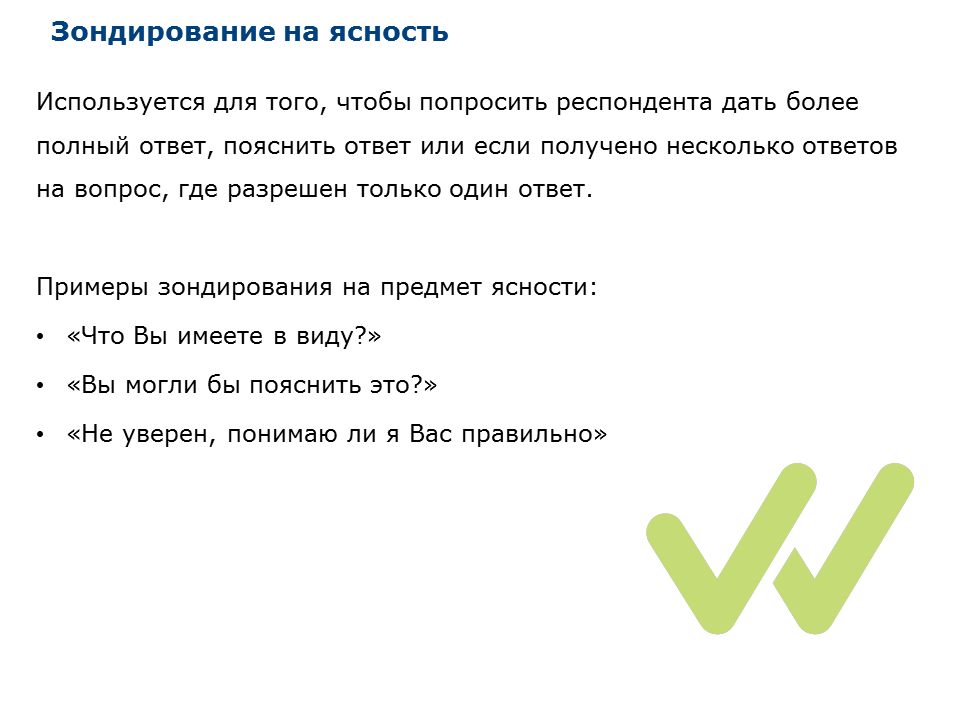 Зондирование на ясность
Используется для того, чтобы попросить респондента дать более
полный ответ, пояснить ответ или если получено несколько ответов
на вопрос, где разрешен только один ответ.
Примеры зондирования на предмет ясности:
• «Что Вы имеете в виду?»
• «Вы могли бы пояснить это?»
• «Не уверен, понимаю ли я Вас правильно»